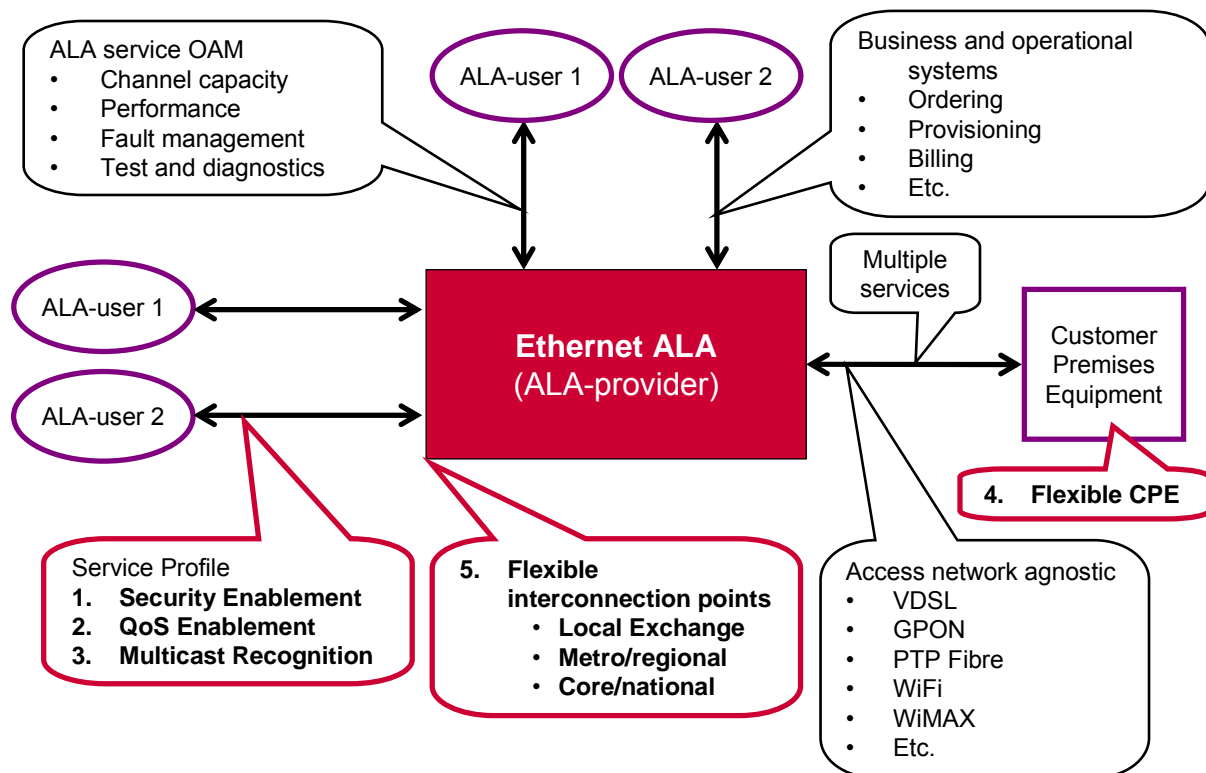 ALA service OAM
• Channel capacity
• Performance
• Fault management
• Test and diagnostics
ALA-user 1
ALA-user 2
Business and operational
systems
• Ordering
• Provisioning
• Billing
• Etc.
ALA-user 1
ALA-user 2
Ethernet ALA
(ALA-provider)
Multiple
services
Customer
Premises
Equipment
4. Flexible CPE
Service Profile
1. Security Enablement
2. QoS Enablement
3. Multicast Recognition
5. Flexible
interconnection points
• Local Exchange
• Metro/regional
• Core/national
Access network agnostic
• VDSL
• GPON
• PTP Fibre
• WiFi
• WiMAX
• Etc.